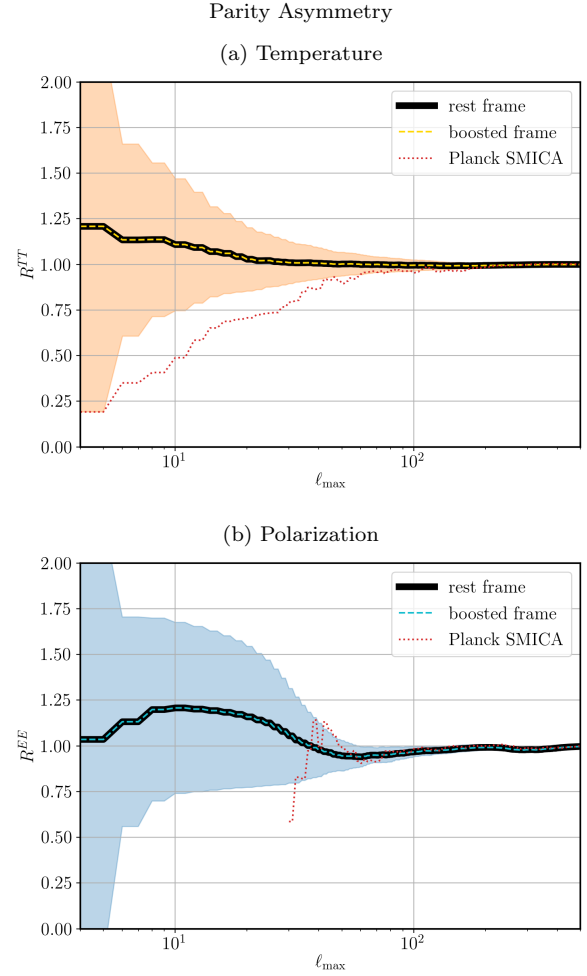 Parity Asymmetry
(a) Temperature
2.00
1.75
1.50
1.25
1.00
0.75
0.50
0.25
0.00
R^{TT}
rest frame
boosted frame
Planck SMICA
10^1
10^2
ℓ_max
(b) Polarization
2.00
1.75
1.50
1.25
1.00
0.75
0.50
0.25
0.00
R^{EE}
rest frame
boosted frame
Planck SMICA
10^1
10^2
ℓ_max